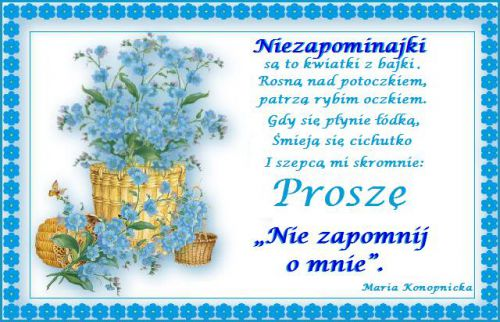 Niezapominajki
są to kwiatki z bajki.
Rosną nad potoczkiem,
patrzą rybim oczkiem.
Gdy się płynie łódką,
Śmieją się cichutko
I szepcą mi skromnie:
Proszę
„Nie zapomnij
o mnie”.
Maria Konopnicka